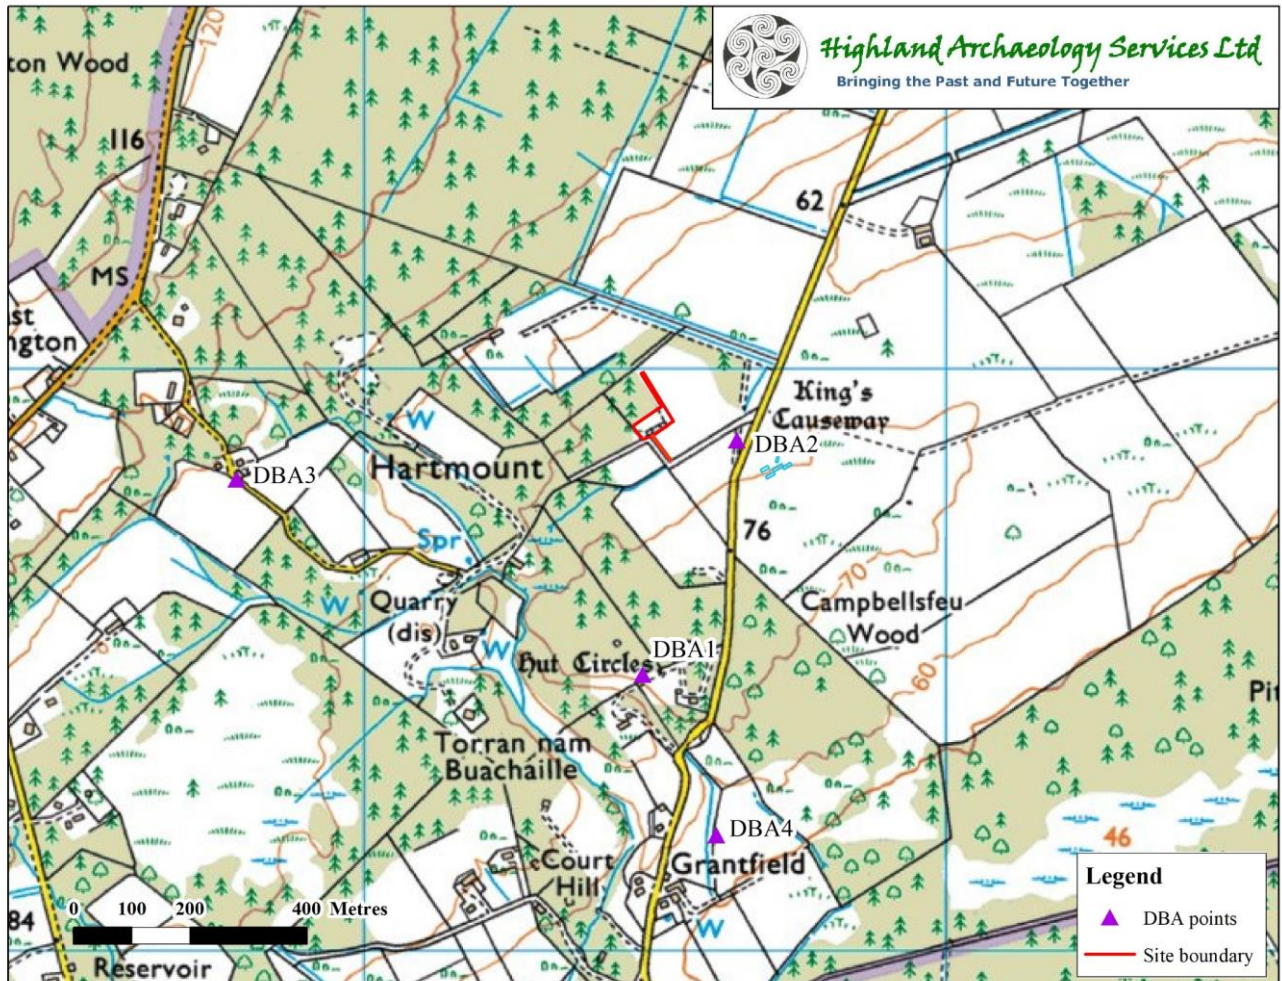 Highland Archaeology Services Ltd
Bringing the Past and Future Together
120
ton Wood
116
62
MS
st
ngton
King's
Causeway
W
DBA2
Hartmount
DBA3
76
Spr
70
Campbellsfeu
Wood
Quarry
(dis)
W
W
DBA1
Hut Circles
60
Pit
Torran nam
Buachaille
DBA4
46
Court
Hill
Grantfield
W
84
Reservoir
0 100 200 400 Metres
Legend
DBA points
Site boundary